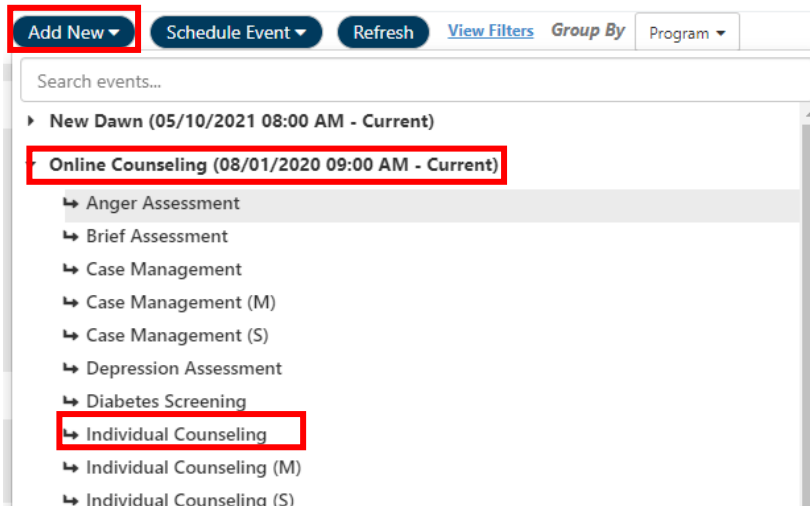 Add New Schedule Event Refresh View Filters Group By Program
Search events...
New Dawn (05/10/2021 08:00 AM - Current)
Online Counseling (08/01/2020 09:00 AM - Current)
Anger Assessment
Brief Assessment
Case Management
Case Management (M)
Case Management (S)
Depression Assessment
Diabetes Screening
Individual Counseling
Individual Counseling (M)
Individual Counseling (S)